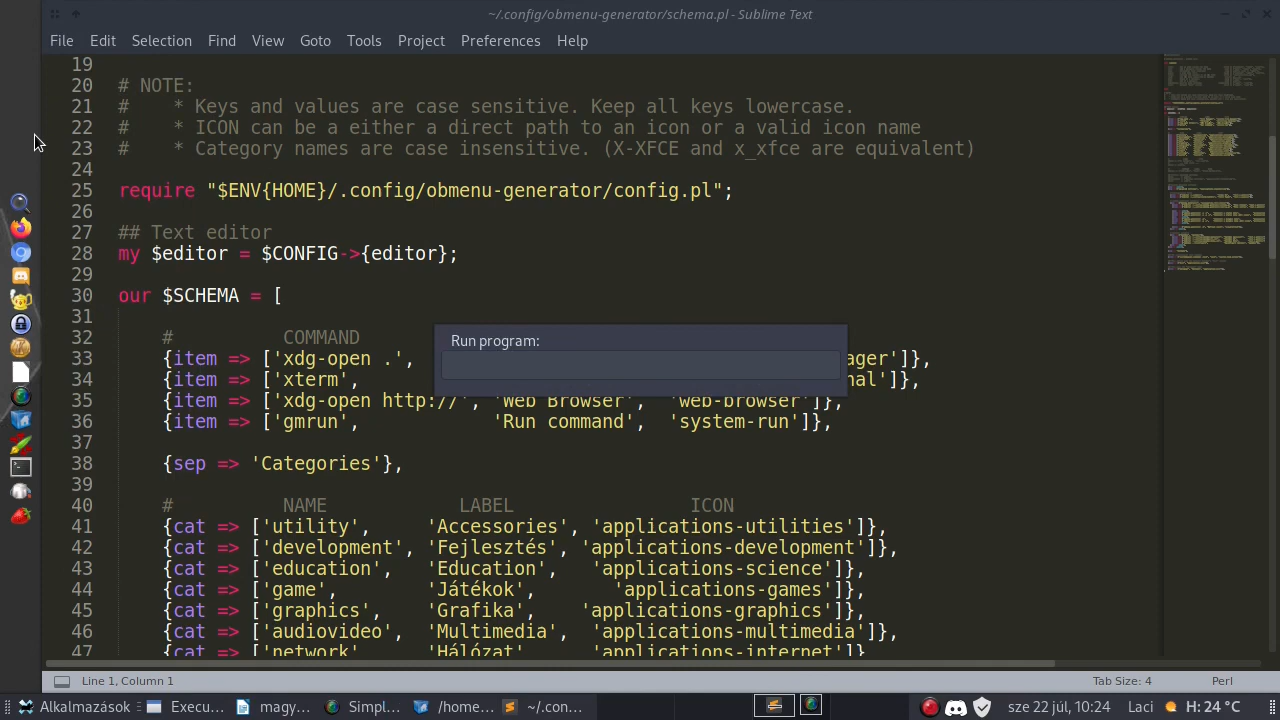 ~/.config/obmenu-generator/schema.pl - Sublime Text
File Edit Selection Find View Goto Tools Project Preferences Help
19
20 # NOTE:
21 #    * Keys and values are case sensitive. Keep all keys lowercase.
22 #    * ICON can be a either a direct path to an icon or a valid icon name
23 #    * Category names are case insensitive. (X-XFCE and x_xfce are equivalent)
24
25 require "$ENV{HOME}/.config/obmenu-generator/config.pl";
26
27 ## Text editor
28 my $editor = $CONFIG->{editor};
29
30 our $SCHEMA = [
31
32     #          COMMAND
Run program:
33     {item => ['xdg-open .', ager']},
34     {item => ['xterm', nal']},
35     {item => ['xdg-open http://', 'Web Browser',  'web-browser']},
36     {item => ['gmrun',            'Run command',  'system-run']},
37
38     {sep => 'Categories'},
39
40     #          NAME            LABEL                ICON
41     {cat => ['utility',     'Accessories', 'applications-utilities']},
42     {cat => ['development', 'Fejlesztés', 'applications-development']},
43     {cat => ['education',   'Education',   'applications-science']},
44     {cat => ['game',        'Játékok',       'applications-games']},
45     {cat => ['graphics',    'Grafika',    'applications-graphics']},
46     {cat => ['audiovideo',  'Multimedia',  'applications-multimedia']},
47     {cat => ['network',     'Hálózat',     'applications-internet']}
Line 1, Column 1 Tab Size: 4 Perl
Alkalmazások Execu... magy... Simpl... /home... ~/.con... sze 22 júl, 10:24 Laci H: 24 °C